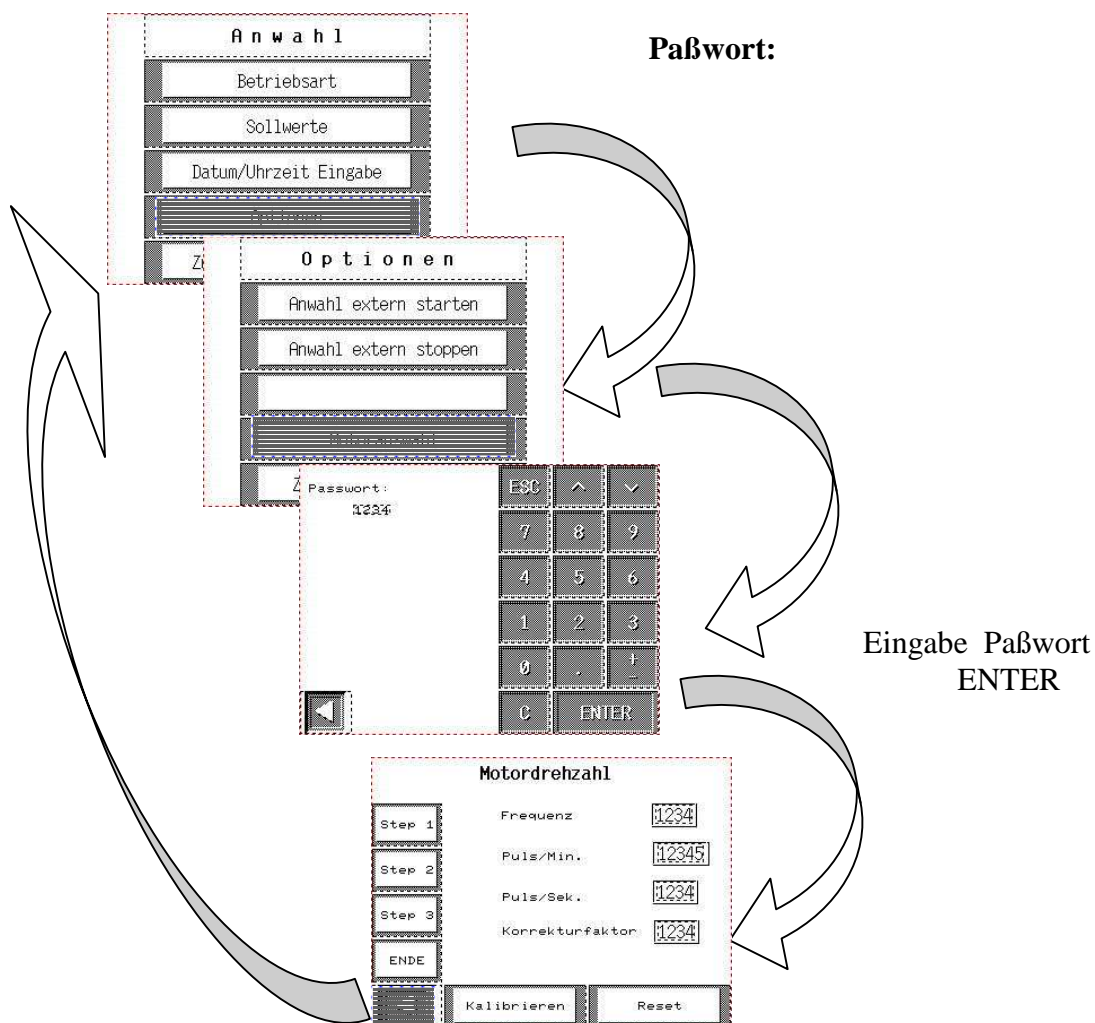 Anwahl
Paßwort:
Betriebsart
Sollwerte
Datum/Uhrzeit Eingabe
Optionen
Optionen
Anwahl extern starten
Anwahl extern stoppen
Passwort:
1234
ESC ^ v
7 8 9
4 5 6
1 2 3
0 . +
-
C ENTER
Eingabe Paßwort
ENTER
Motordrehzahl
Step 1
Frequenz 1234
Step 2
Puls/Min. 12345
Step 3
Puls/Sek. 1234
Korrekturfaktor 1234
ENDE
Kalibrieren Reset